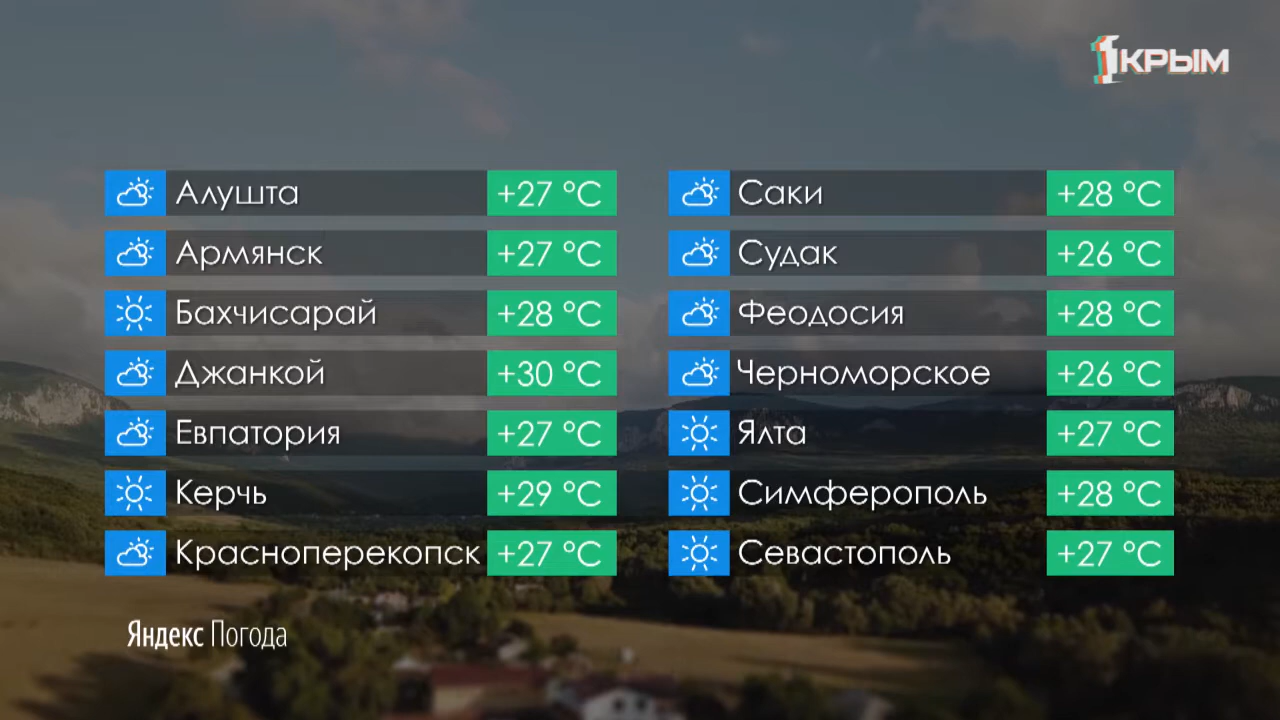 1КРЫМ
Алушта +27 °C
Армянск +27 °C
Бахчисарай +28 °C
Джанкой +30 °C
Евпатория +27 °C
Керчь +29 °C
Красноперекопск +27 °C
Саки +28 °C
Судак +26 °C
Феодосия +28 °C
Черноморское +26 °C
Ялта +27 °C
Симферополь +28 °C
Севастополь +27 °C
Яндекс Погода